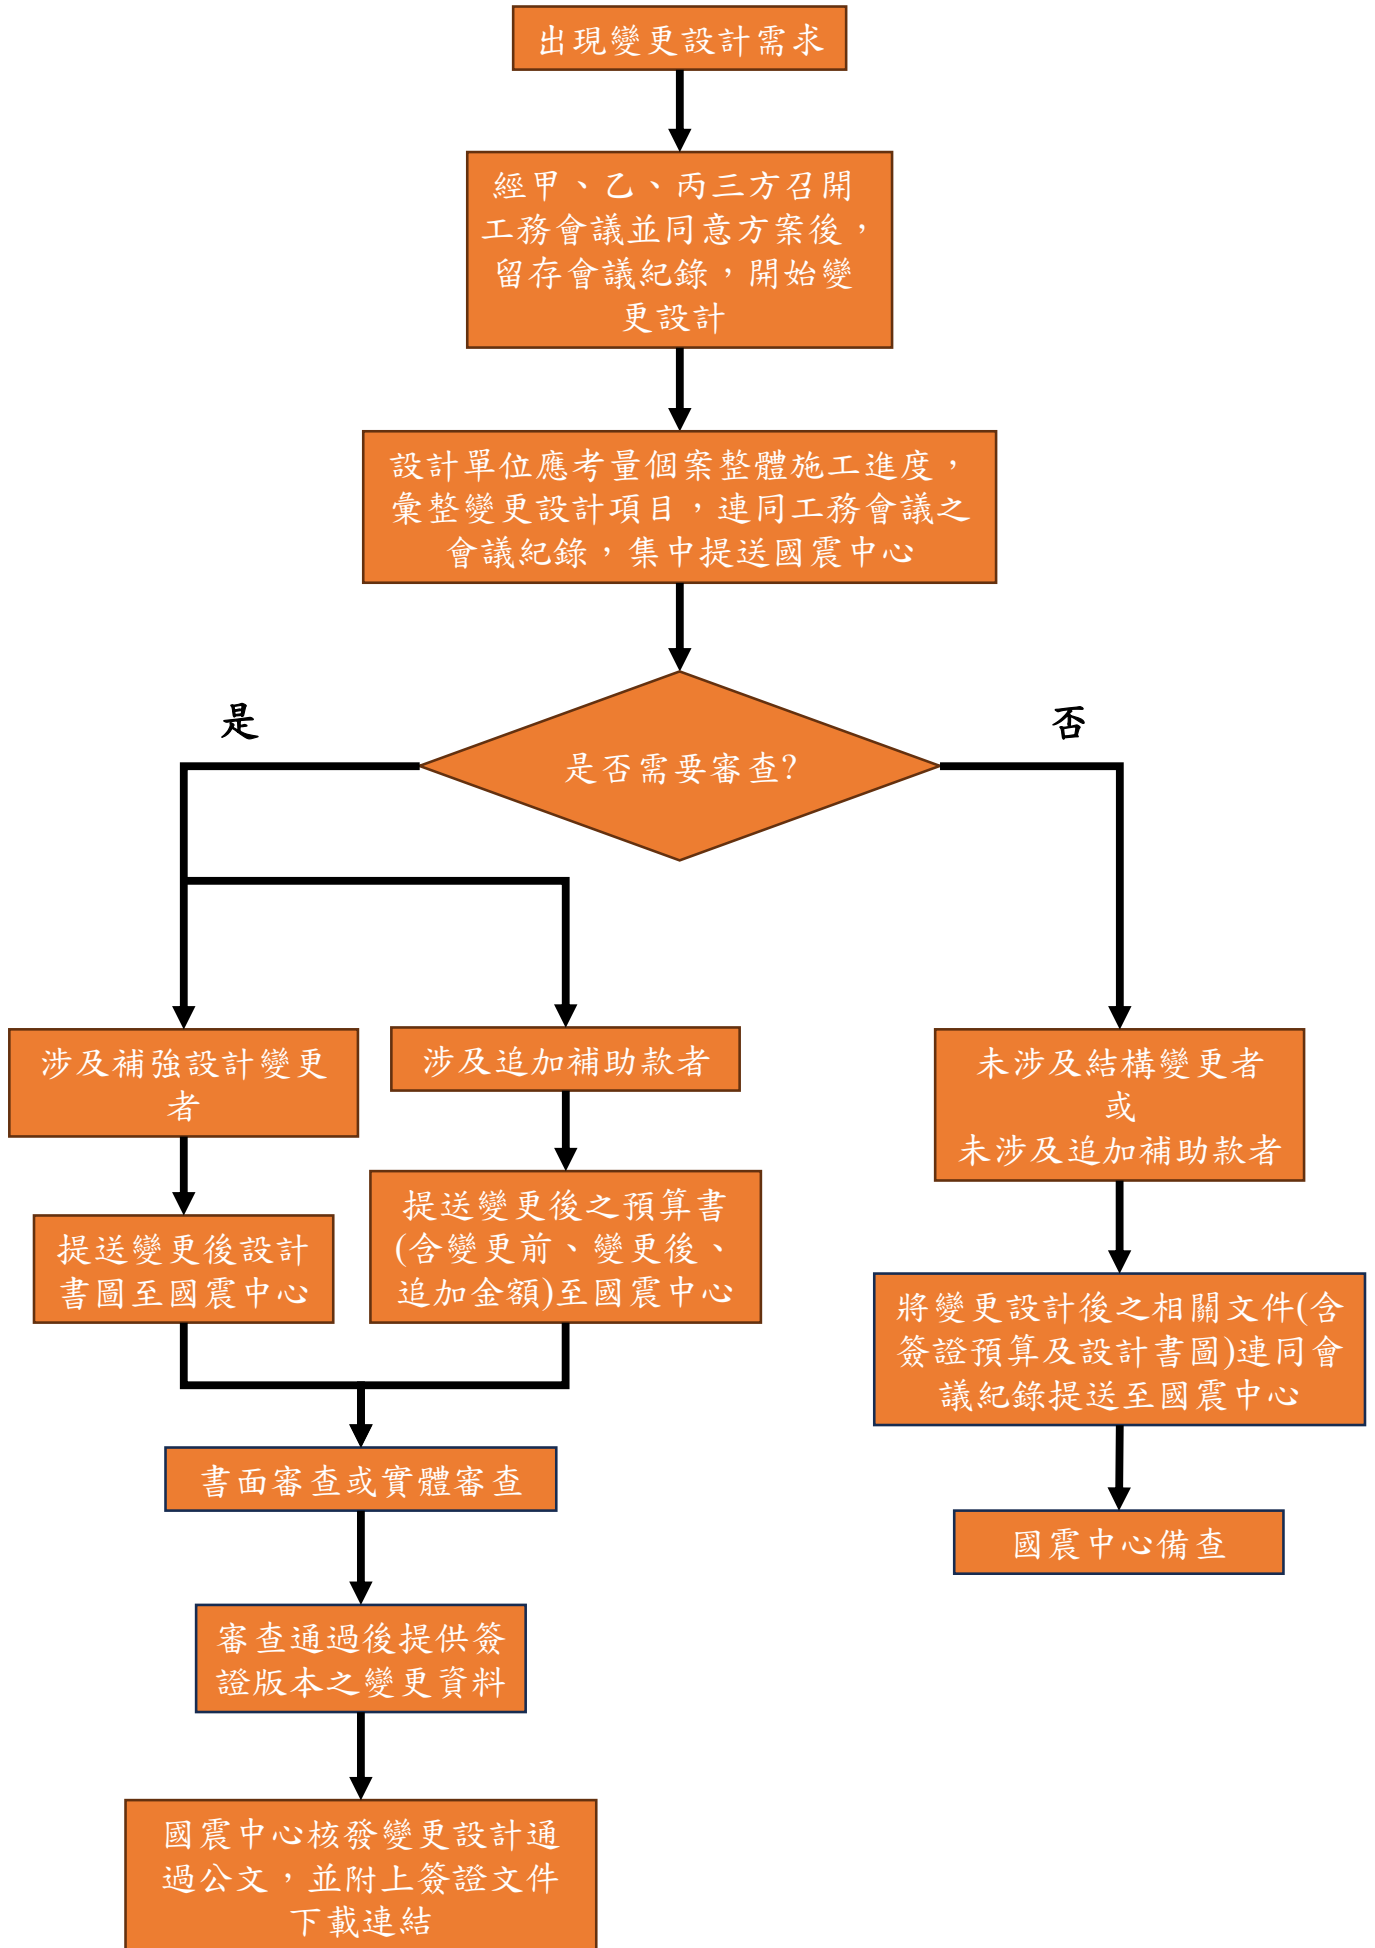 出現變更設計需求
經甲、乙、丙三方召開
工務會議並同意方案後，
留存會議紀錄，開始變
更設計
設計單位應考量個案整體施工進度，
彙整變更設計項目，連同工務會議之
會議紀錄，集中提送國震中心
是否需要審查?
是
否
涉及補強設計變更
者
提送變更後設計
書圖至國震中心
涉及追加補助款者
提送變更後之預算書
(含變更前、變更後、
追加金額)至國震中心
書面審查或實體審查
審查通過後提供簽
證版本之變更資料
國震中心核發變更設計通
過公文，並附上簽證文件
下載連結
未涉及結構變更者
或
未涉及追加補助款者
將變更設計後之相關文件(含
簽證預算及設計書圖)連同會
議紀錄提送至國震中心
國震中心備查